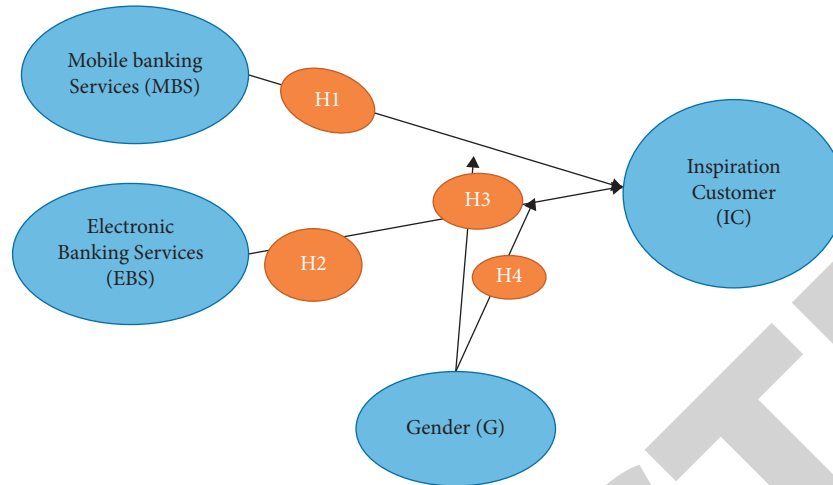 Mobile banking
Services (MBS)
H1
Inspiration
Customer
(IC)
H3
Electronic
Banking Services
(EBS)
H2
H4
Gender (G)